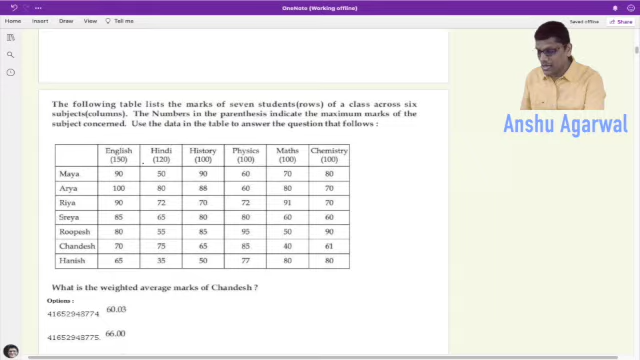 OneNote (Working offline)
Home Insert Draw View Tell me Saved offline Share
The following table lists the marks of seven students(rows) of a class across six
subjects(columns). The Numbers in the parenthesis indicate the maximum marks of the
subject concerned. Use the data in the table to answer the question that follows :
Anshu Agarwal
English Hindi History Physics Maths Chemistry
(150) (120) (100) (100) (100) (100)
Maya 90 50 90 60 70 80
Arya 100 80 88 60 80 70
Riya 90 72 70 72 91 70
Sreya 85 65 80 80 60 60
Roopesh 80 55 85 95 50 90
Chandesh 70 75 65 85 40 61
Hanish 65 35 50 77 80 80
What is the weighted average marks of Chandesh ?
Options :
41652948774. 60.03
41652948775. 66.00